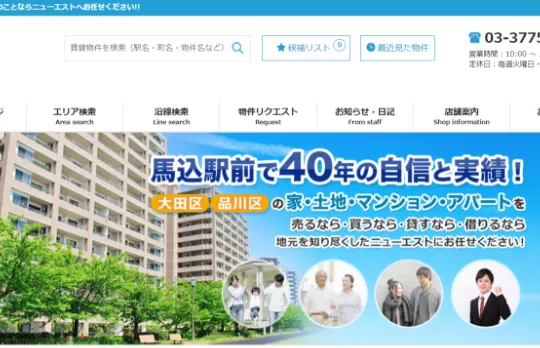 のことならニューエストへお任せください!!
賃貸物件を検索（駅名・町名・物件名など）
候補リスト 0
最近見た物件
03-3775
営業時間：10:00 ～
定休日：毎週火曜日・
ジ
エリア検索 沿線検索 物件リクエスト お知らせ・日記 店舗案内 お
Area search Line search Request From staff Shop information
馬込駅前で40年の自信と実績！
大田区 品川区 の 家・土地・マンション・アパートを
売るなら・買うなら・貸すなら・借りるなら
地元を知り尽くしたニューエストにお任せください！